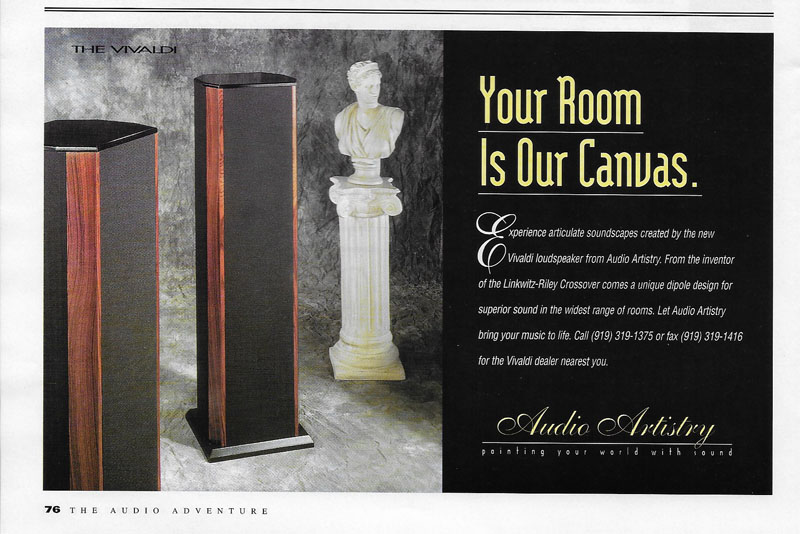 THE VIVALDI
Your Room
Is Our Canvas.
Experience articulate soundscapes created by the new
Vivaldi loudspeaker from Audio Artistry. From the inventor
of the Linkwitz-Riley Crossover comes a unique dipole design for
superior sound in the widest range of rooms. Let Audio Artistry
bring your music to life. Call (919) 319-1375 or fax (919) 319-1416
for the Vivaldi dealer nearest you.
Audio Artistry
painting your world with sound
76 THE AUDIO ADVENTURE